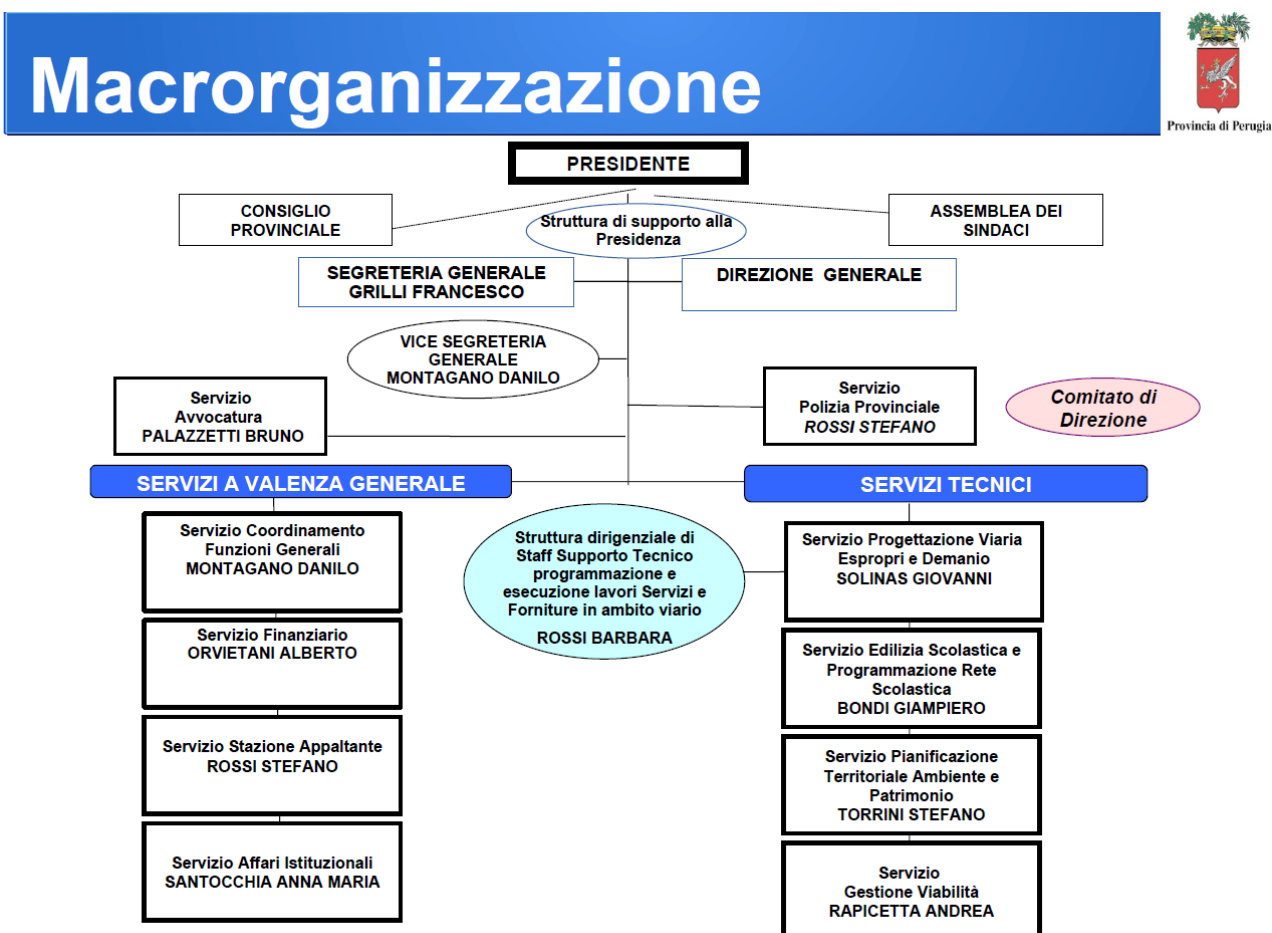 Macrorganizzazione
Provincia di Perugia
PRESIDENTE
CONSIGLIO
PROVINCIALE
Struttura di supporto alla
Presidenza
ASSEMBLEA DEI
SINDACI
SEGRETERIA GENERALE
GRILLI FRANCESCO
DIREZIONE GENERALE
VICE SEGRETERIA
GENERALE
MONTAGANO DANILO
Servizio
Avvocatura
PALAZZETTI BRUNO
Servizio
Polizia Provinciale
ROSSI STEFANO
Comitato di
Direzione
SERVIZI A VALENZA GENERALE
SERVIZI TECNICI
Servizio Coordinamento
Funzioni Generali
MONTAGANO DANILO
Servizio Finanziario
ORVIETANI ALBERTO
Servizio Stazione Appaltante
ROSSI STEFANO
Servizio Affari Istituzionali
SANTOCCHIA ANNA MARIA
Struttura dirigenziale di
Staff Supporto Tecnico
programmazione e
esecuzione lavori Servizi e
Forniture in ambito viario
ROSSI BARBARA
Servizio Progettazione Viaria
Espropri e Demanio
SOLINAS GIOVANNI
Servizio Edilizia Scolastica e
Programmazione Rete
Scolastica
BONDI GIAMPIERO
Servizio Pianificazione
Territoriale Ambiente e
Patrimonio
TORRINI STEFANO
Servizio
Gestione Viabilità
RAPICETTA ANDREA